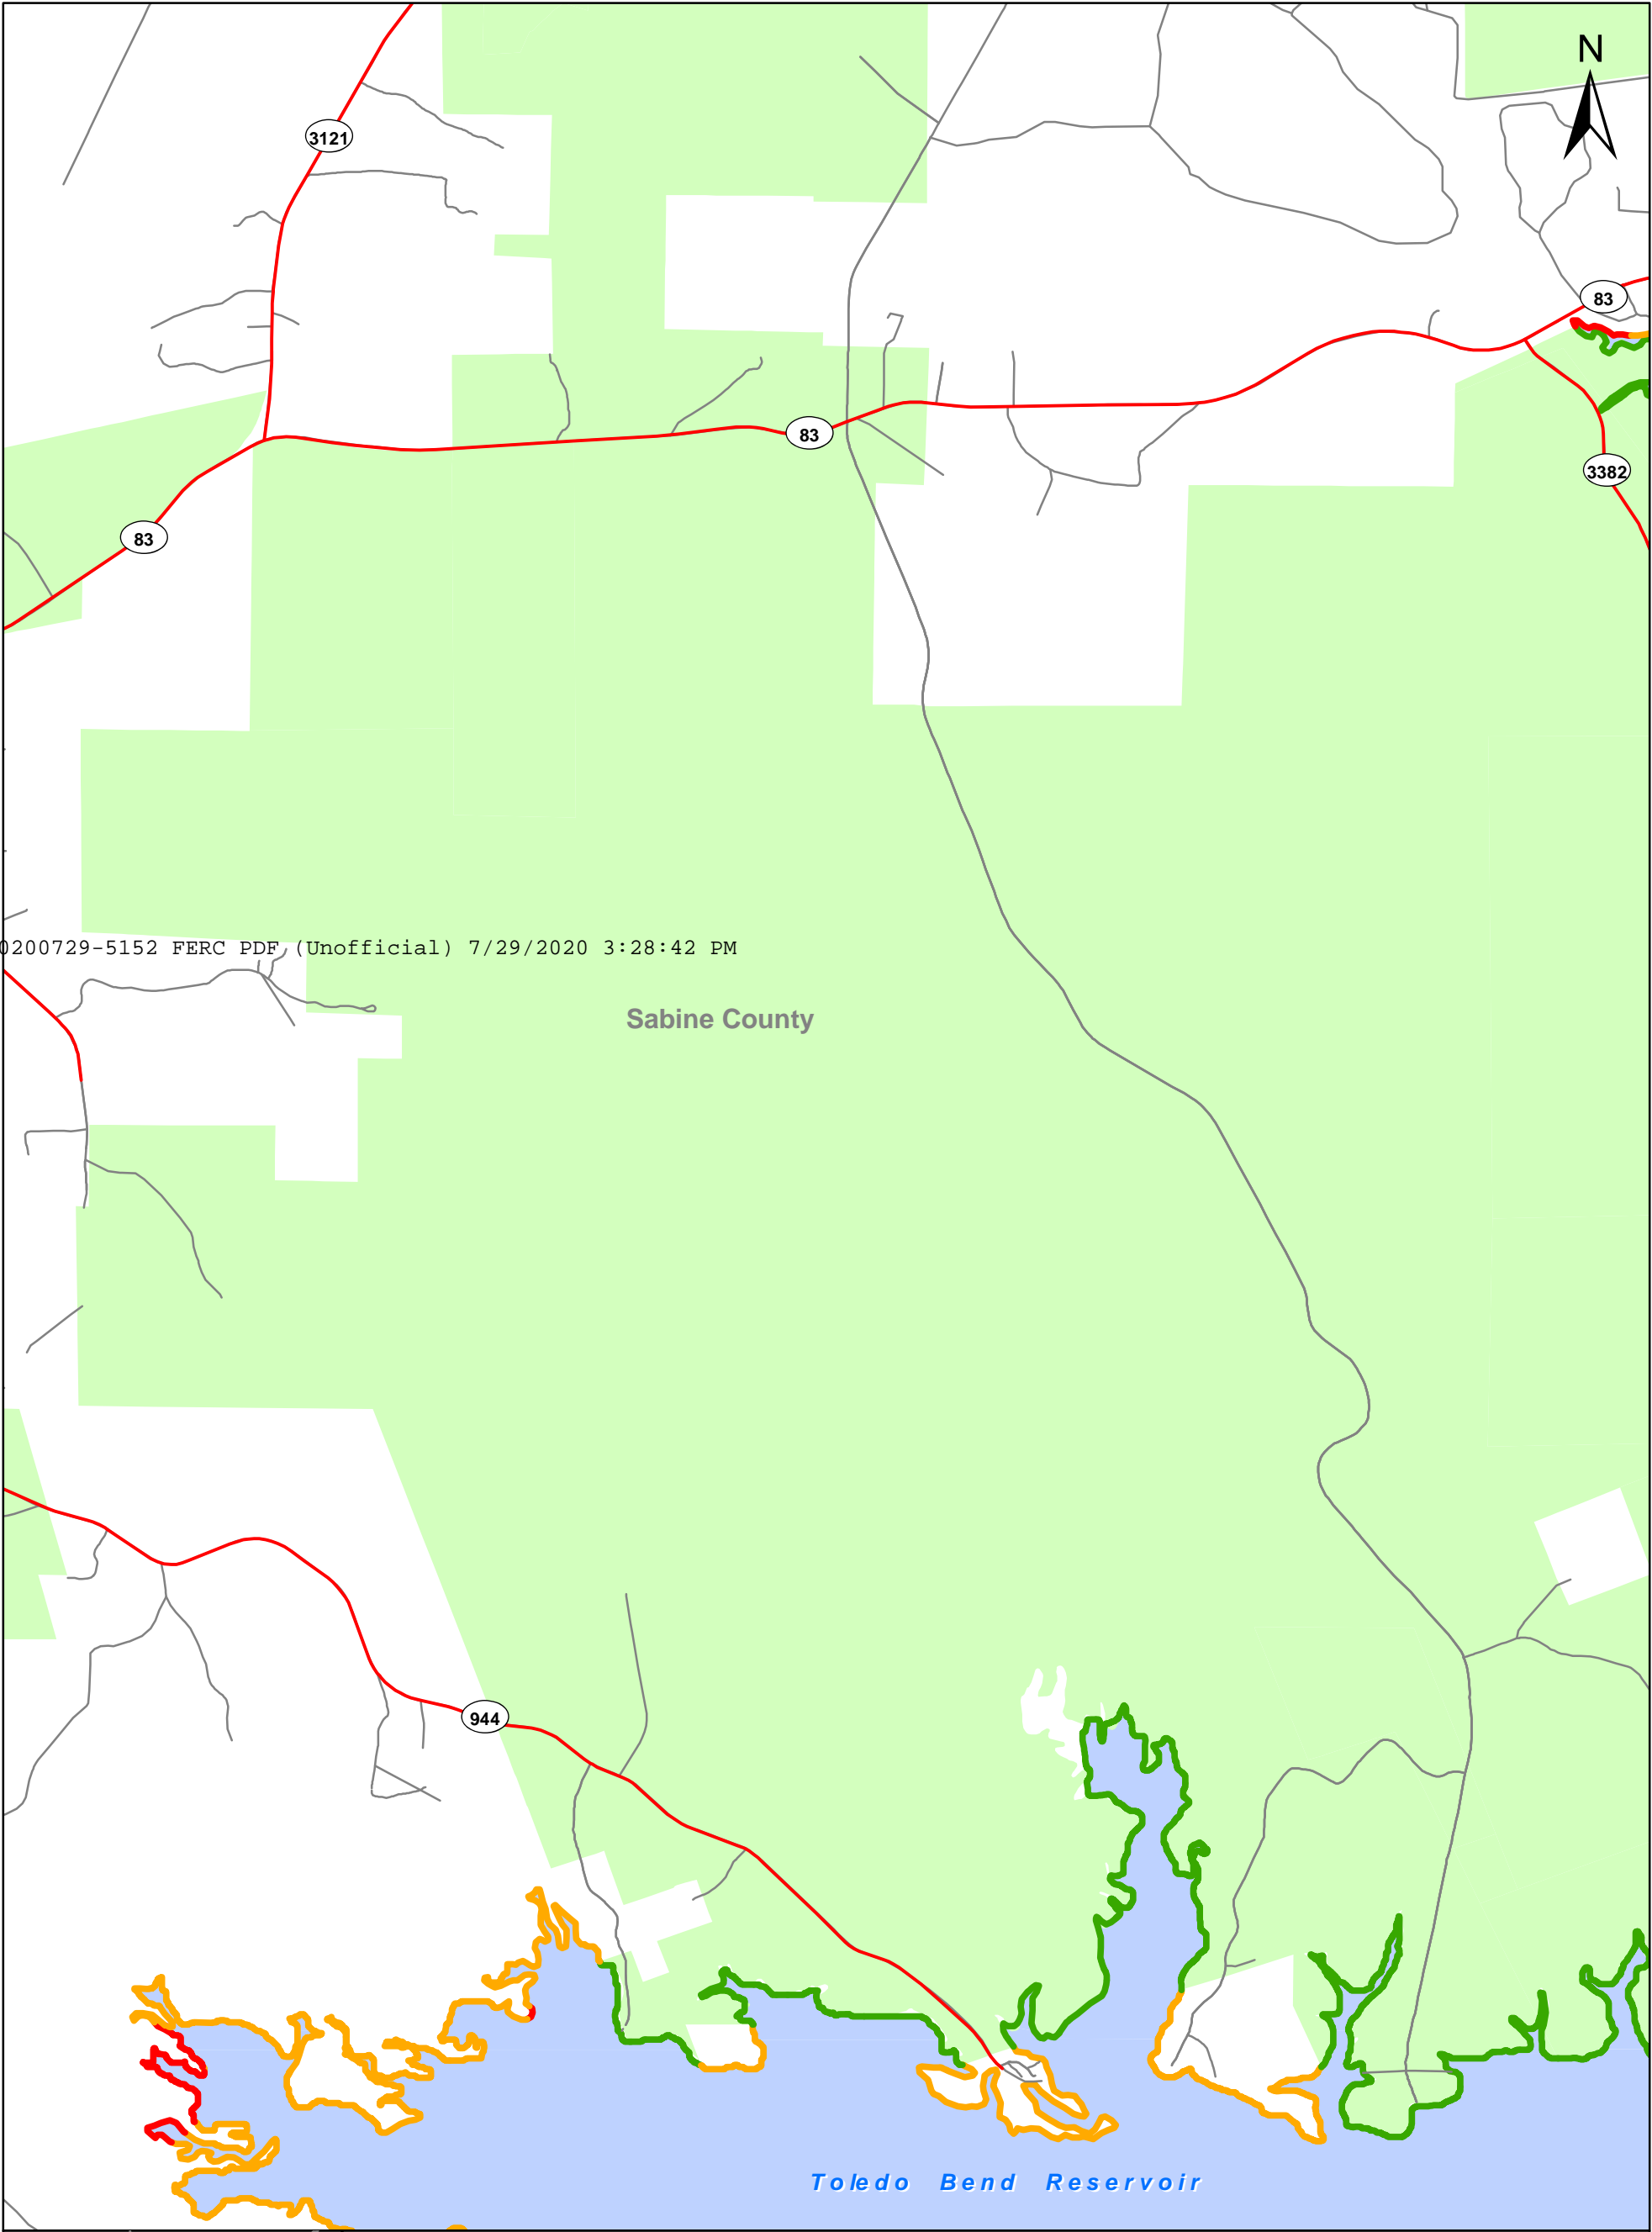 N
3121
83
83
3382
83
0200729-5152 FERC PDF (Unofficial) 7/29/2020 3:28:42 PM
Sabine County
944
Toledo Bend Reservoir